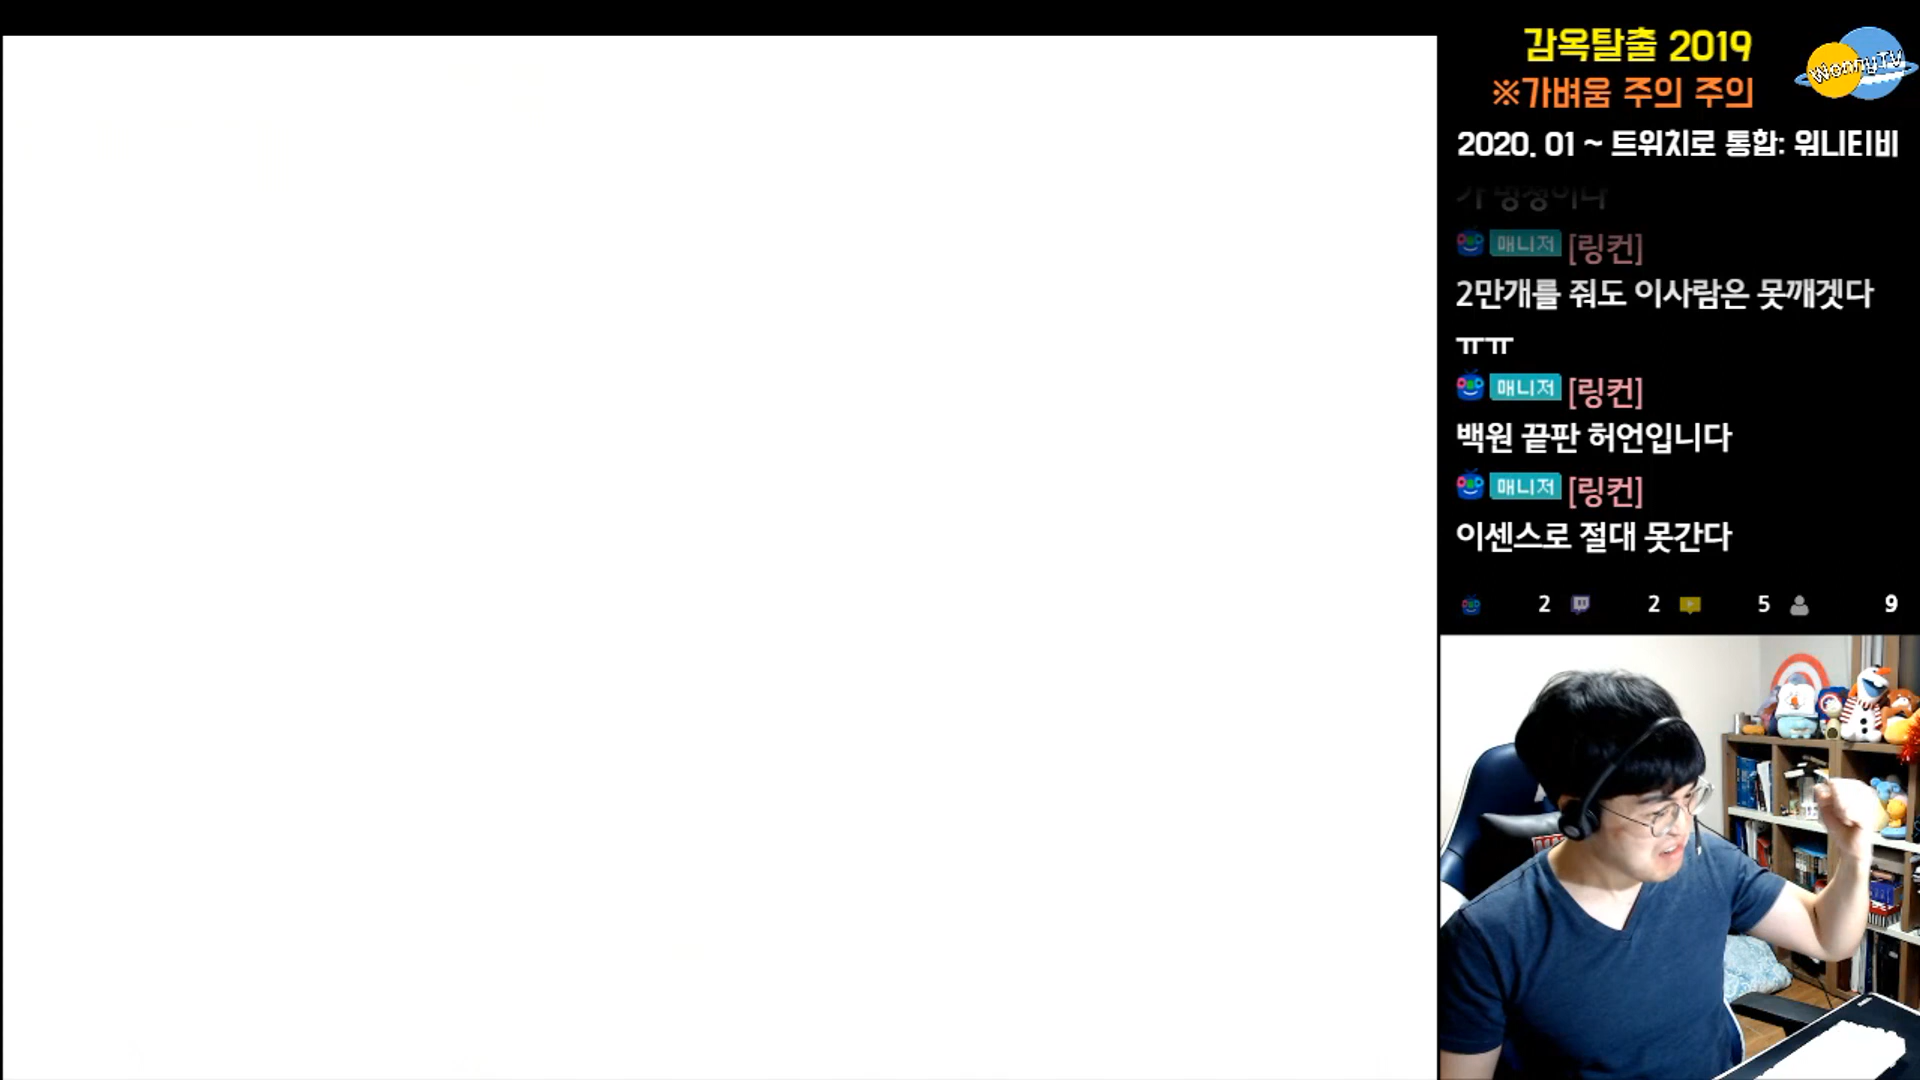 감옥탈출 2019
※가벼움 주의 주의
WonnyTV
2020. 01 ~ 트위치로 통합: 워니티비
매니저 [링컨]
2만개를 줘도 이사람은 못깨겟다
ㅠㅠ
매니저 [링컨]
백원 끝판 허언입니다
매니저 [링컨]
이센스로 절대 못간다
2 2 5 9